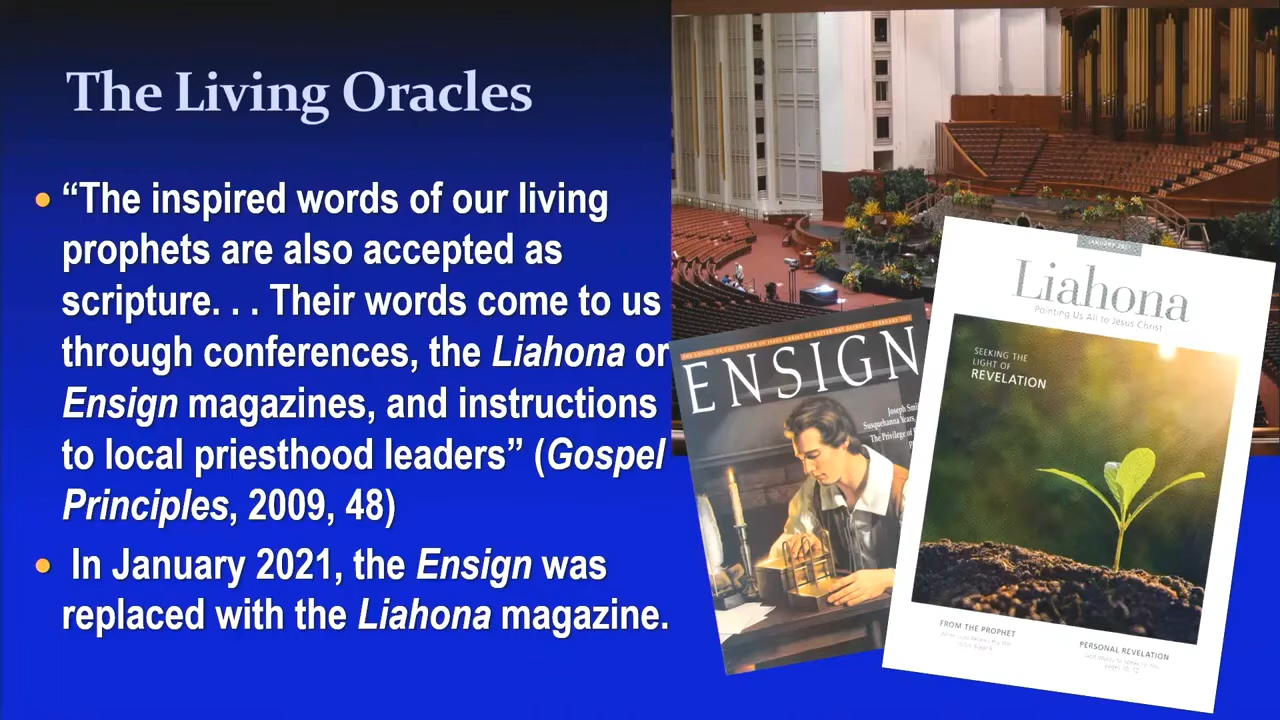 The Living Oracles
• “The inspired words of our living
prophets are also accepted as
scripture. . . Their words come to us
through conferences, the Liahona or
Ensign magazines, and instructions
to local priesthood leaders” (Gospel
Principles, 2009, 48)
• In January 2021, the Ensign was
replaced with the Liahona magazine.
ENSIGN
Joseph Smi
Susquehanna Years,
The Privilege of
JANUARY 2021
Liahona
Pointing Us All to Jesus Christ
SEEKING THE
LIGHT OF
REVELATION
FROM THE PROPHET
PERSONAL REVELATION